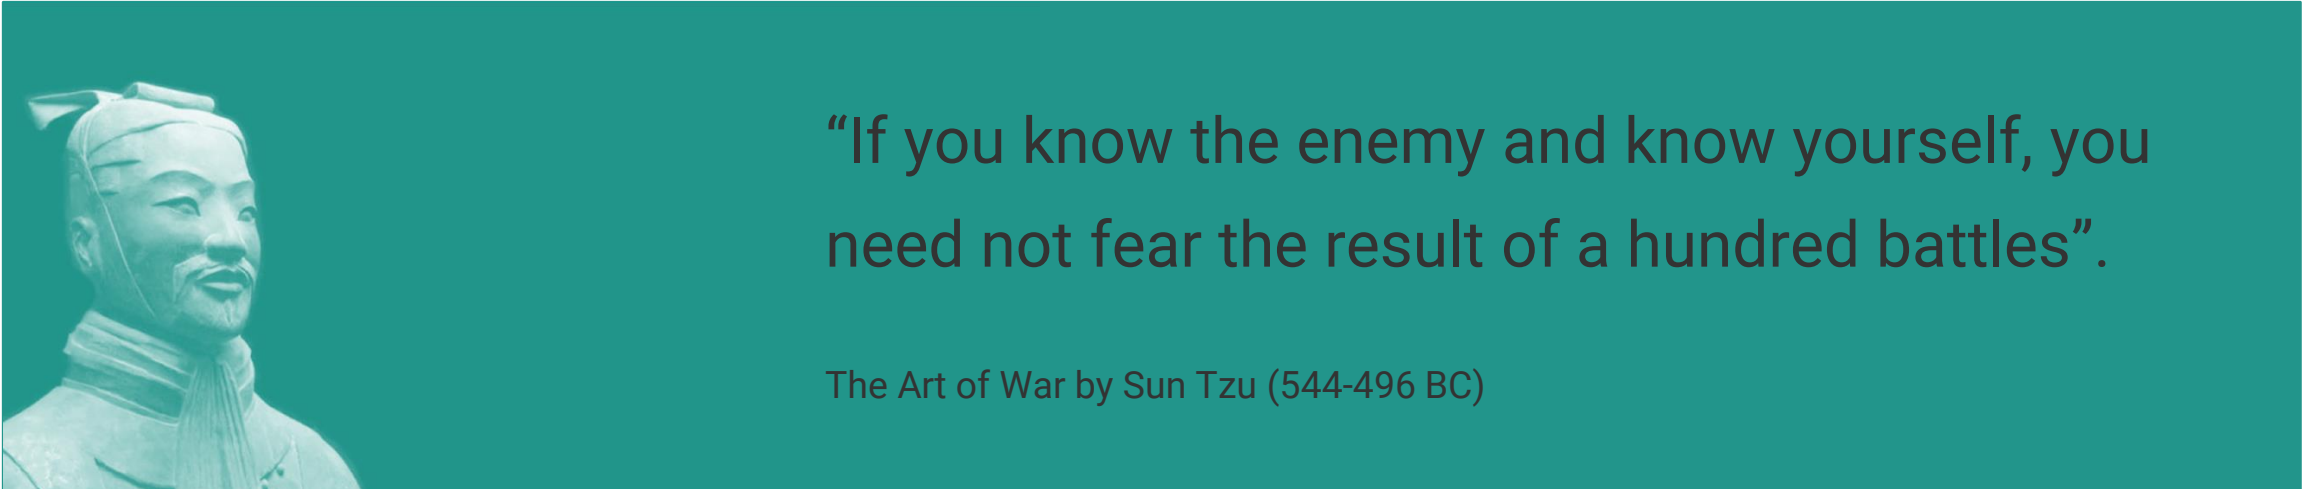 “If you know the enemy and know yourself, you
need not fear the result of a hundred battles”.
The Art of War by Sun Tzu (544-496 BC)